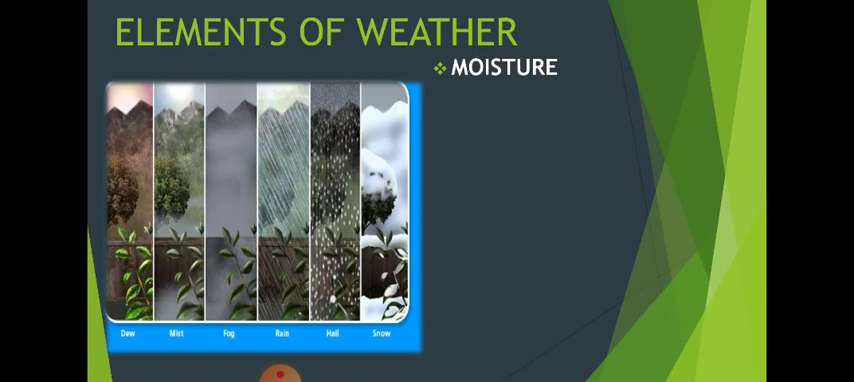 ELEMENTS OF WEATHER
MOISTURE
Dew Mist Fog Rain Hail Snow